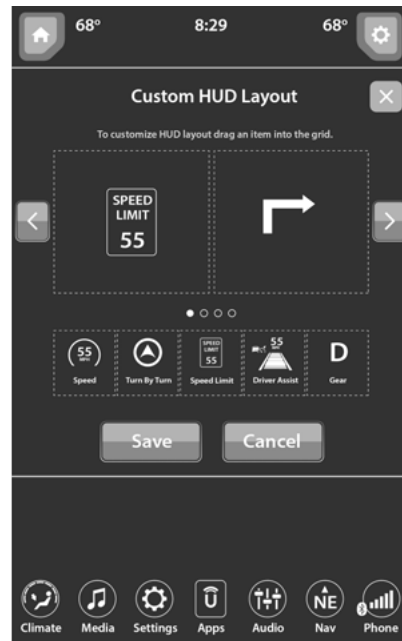 68° 8:29 68°
Custom HUD Layout
To customize HUD layout drag an item into the grid.
SPEED
LIMIT
55
55
MPH
Speed
Turn By Turn
SPEED
LIMIT
55
Speed Limit
55
Driver Assist
D
Gear
Save Cancel
NE
Climate Media Settings Apps Audio Nav Phone